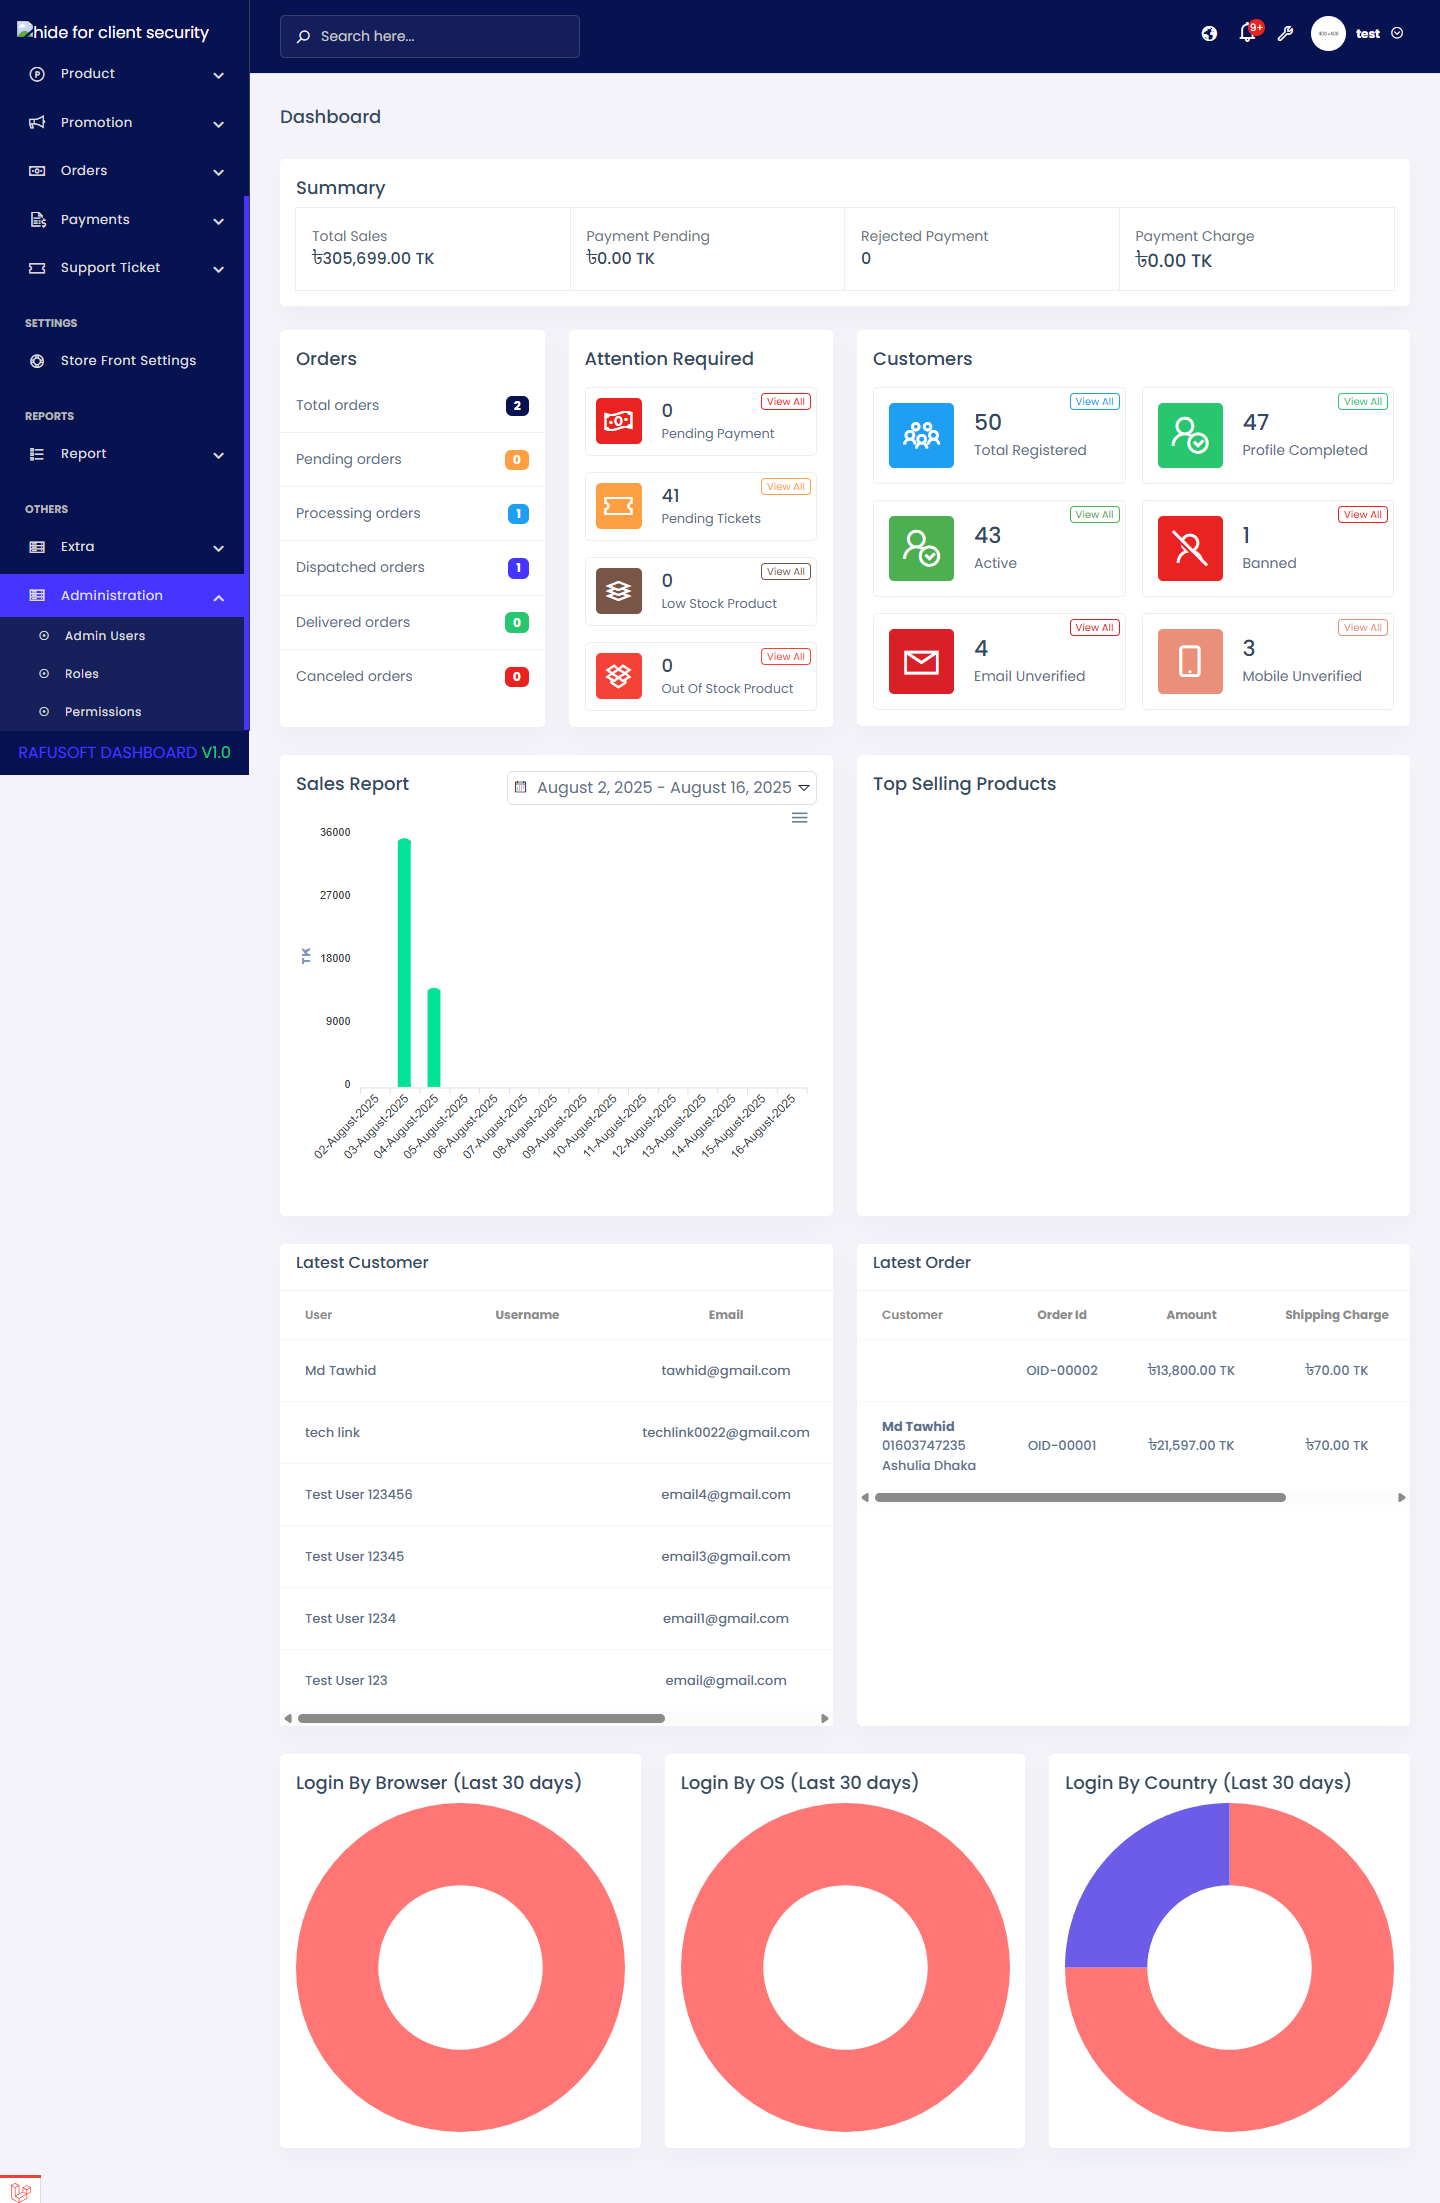 hide for client security
Product
Promotion
Orders
Payments
Support Ticket
SETTINGS
Store Front Settings
REPORTS
Report
OTHERS
Extra
Administration
Admin Users
Roles
Permissions
RAFUSOFT DASHBOARD V1.0
Search here...
9+
400×400
test
Dashboard
Summary
Total Sales
৳305,699.00 TK
Payment Pending
৳0.00 TK
Rejected Payment
0
Payment Charge
৳0.00 TK
Orders
Total orders 2
Pending orders 0
Processing orders 1
Dispatched orders 1
Delivered orders 0
Canceled orders 0
Attention Required
View All
0
Pending Payment
View All
41
Pending Tickets
View All
0
Low Stock Product
View All
0
Out Of Stock Product
Customers
View All
50
Total Registered
View All
47
Profile Completed
View All
43
Active
View All
1
Banned
View All
4
Email Unverified
View All
3
Mobile Unverified
Sales Report
August 2, 2025 - August 16, 2025
36000
27000
18000
9000
0
TK
02-August-2025
03-August-2025
04-August-2025
05-August-2025
06-August-2025
07-August-2025
08-August-2025
09-August-2025
10-August-2025
11-August-2025
12-August-2025
13-August-2025
14-August-2025
15-August-2025
16-August-2025
Top Selling Products
Latest Customer
User Username Email
Md Tawhid tawhid@gmail.com
tech link techlink0022@gmail.com
Test User 123456 email4@gmail.com
Test User 12345 email3@gmail.com
Test User 1234 email1@gmail.com
Test User 123 email@gmail.com
Latest Order
Customer Order Id Amount Shipping Charge
OID-00002 ৳13,800.00 TK ৳70.00 TK
Md Tawhid
01603747235 OID-00001 ৳21,597.00 TK ৳70.00 TK
Ashulia Dhaka
Login By Browser (Last 30 days)
Login By OS (Last 30 days)
Login By Country (Last 30 days)